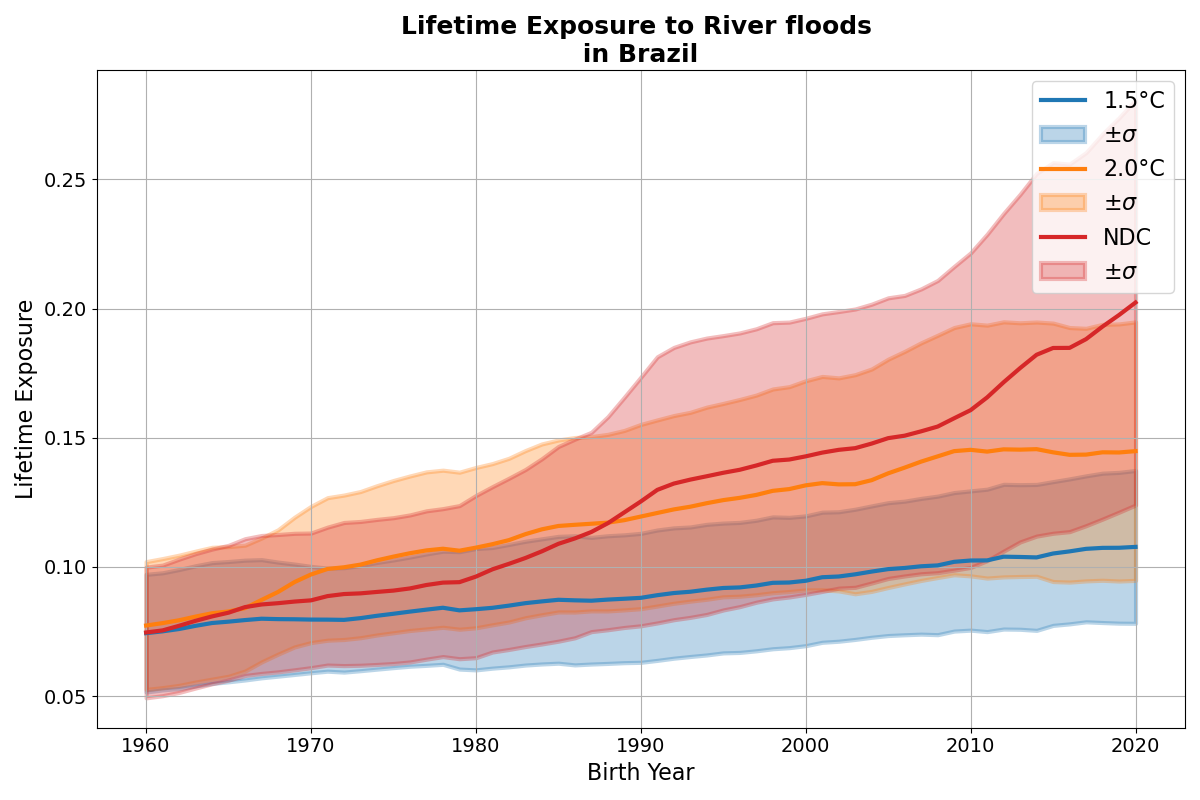 Lifetime Exposure to River floods
in Brazil
Lifetime Exposure
0.25
0.20
0.15
0.10
0.05
1960 1970 1980 1990 2000 2010 2020
Birth Year
1.5°C
±σ
2.0°C
±σ
NDC
±σ